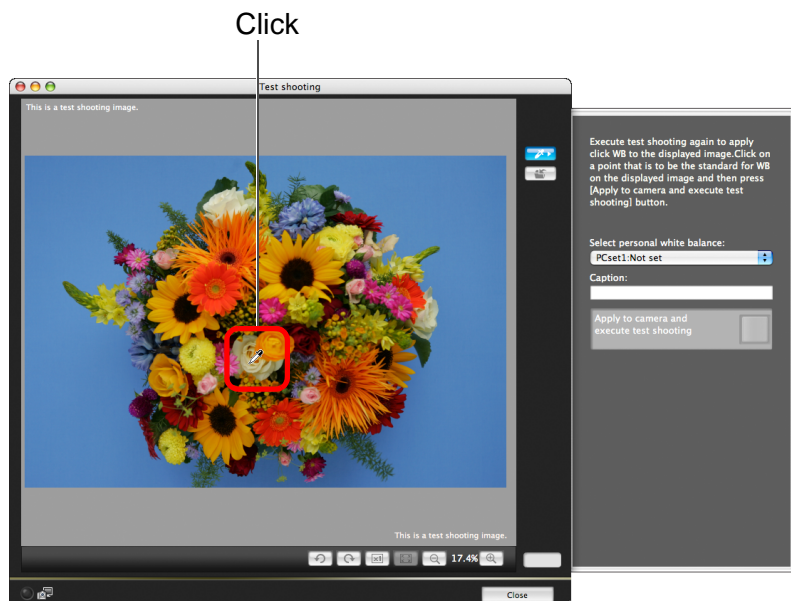 Click
Test shooting
This is a test shooting image.
Execute test shooting again to apply
click WB to the displayed image.Click on
a point that is to be the standard for WB
on the displayed image and then press
[Apply to camera and execute test
shooting] button.
Select personal white balance:
PCset1:Not set
Caption:
Apply to camera and
execute test shooting
This is a test shooting image.
x1
17.4%
Close